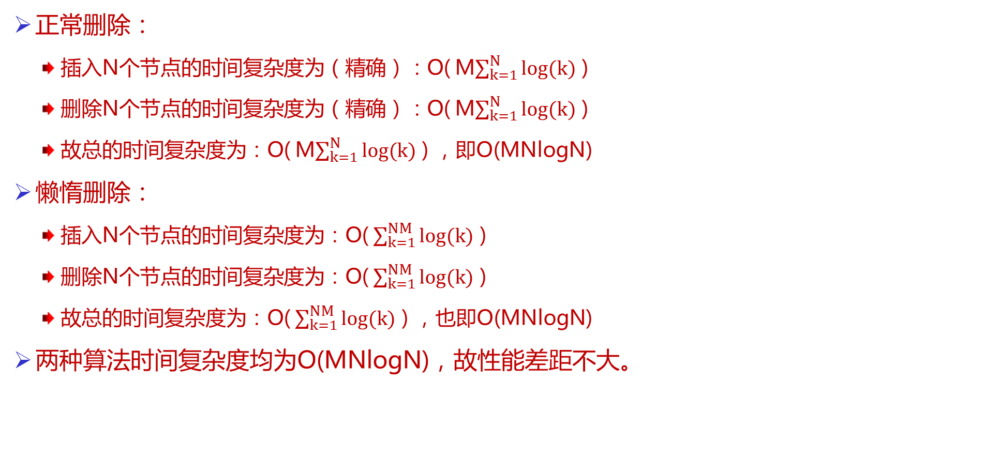 正常删除：
插入N个节点的时间复杂度为（精确）：O( M∑_{k=1}^{N} log(k) )
删除N个节点的时间复杂度为（精确）：O( M∑_{k=1}^{N} log(k) )
故总的时间复杂度为：O( M∑_{k=1}^{N} log(k) ) ，即O(MNlogN)
懒惰删除：
插入N个节点的时间复杂度为：O( ∑_{k=1}^{NM} log(k) )
删除N个节点的时间复杂度为：O( ∑_{k=1}^{NM} log(k) )
故总的时间复杂度为：O( ∑_{k=1}^{NM} log(k) ) ，也即O(MNlogN)
两种算法时间复杂度均为O(MNlogN)，故性能差距不大。